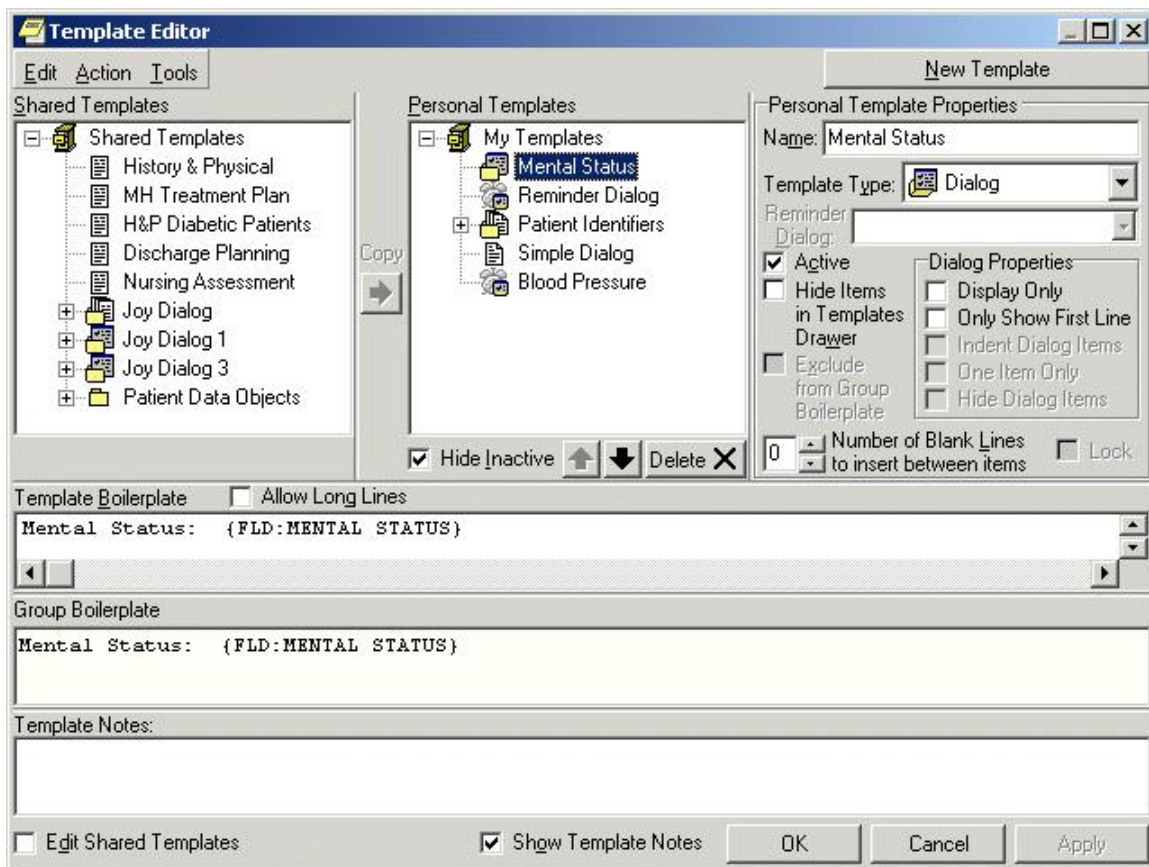 Template Editor
Edit Action Tools
New Template
Shared Templates
Shared Templates
History & Physical
MH Treatment Plan
H&P Diabetic Patients
Discharge Planning
Nursing Assessment
Joy Dialog
Joy Dialog 1
Joy Dialog 3
Patient Data Objects
Copy
Personal Templates
My Templates
Mental Status
Reminder Dialog
Patient Identifiers
Simple Dialog
Blood Pressure
Hide Inactive
Delete
Personal Template Properties
Name: Mental Status
Template Type: Dialog
Reminder
Dialog:
Active
Hide Items
in Templates
Drawer
Exclude
from Group
Boilerplate
Dialog Properties
Display Only
Only Show First Line
Indent Dialog Items
One Item Only
Hide Dialog Items
0 Number of Blank Lines
to insert between items
Lock
Template Boilerplate Allow Long Lines
Mental Status: {FLD:MENTAL STATUS}
Group Boilerplate
Mental Status: {FLD:MENTAL STATUS}
Template Notes:
Edit Shared Templates Show Template Notes OK Cancel Apply